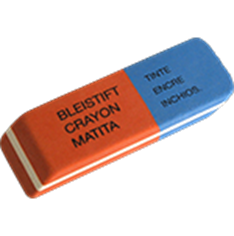 BLEISTIFT
CRAYON
MATITA
TINTE
ENCRE
INCHIOS.